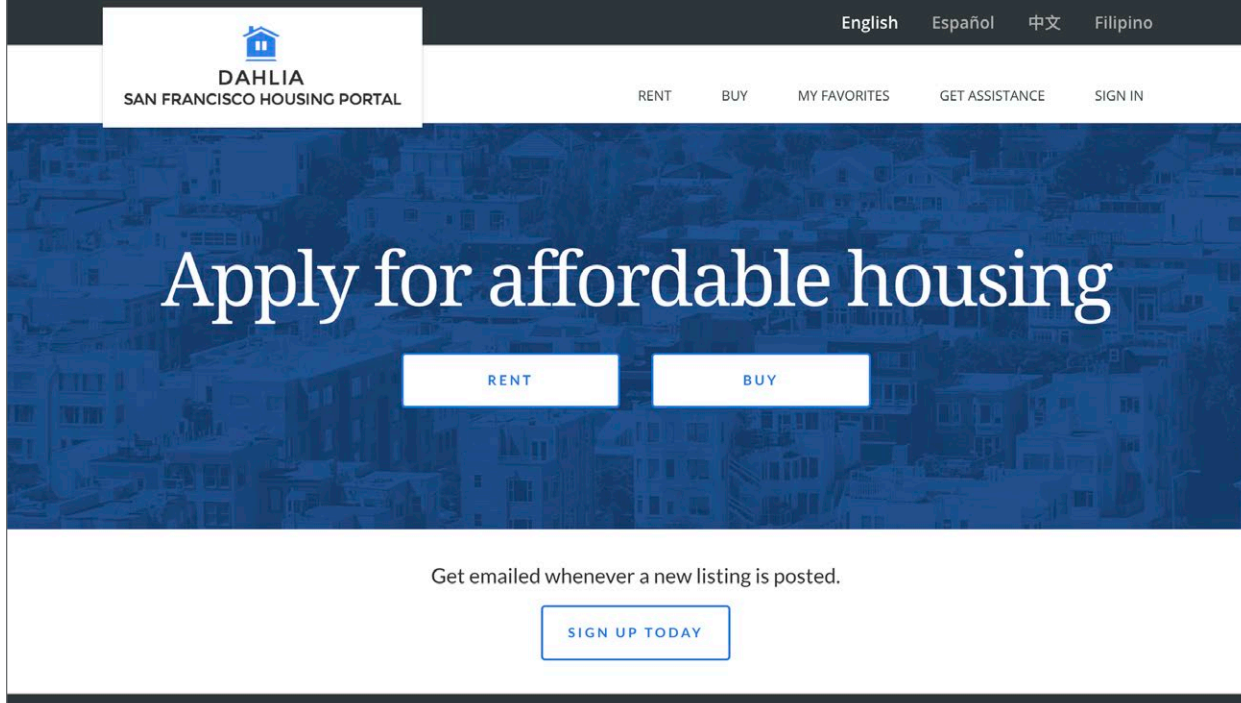 English Español 中文 Filipino
DAHLIA
SAN FRANCISCO HOUSING PORTAL
RENT BUY MY FAVORITES GET ASSISTANCE SIGN IN
Apply for affordable housing
RENT BUY
Get emailed whenever a new listing is posted.
SIGN UP TODAY